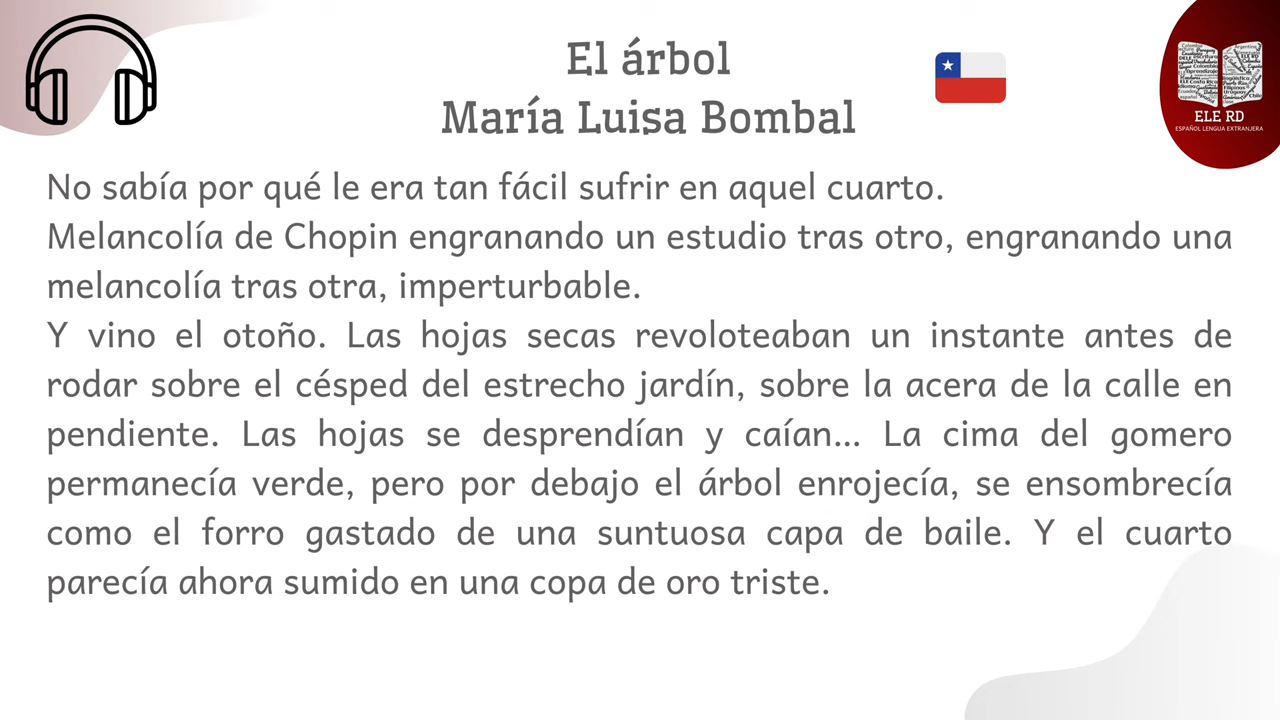 El árbol
María Luisa Bombal
ELE RD
ESPAÑOL LENGUA EXTRANJERA
No sabía por qué le era tan fácil sufrir en aquel cuarto.
Melancolía de Chopin engranando un estudio tras otro, engranando una
melancolía tras otra, imperturbable.
Y vino el otoño. Las hojas secas revoloteaban un instante antes de
rodar sobre el césped del estrecho jardín, sobre la acera de la calle en
pendiente. Las hojas se desprendían y caían... La cima del gomero
permanecía verde, pero por debajo el árbol enrojecía, se ensombrecía
como el forro gastado de una suntuosa capa de baile. Y el cuarto
parecía ahora sumido en una copa de oro triste.